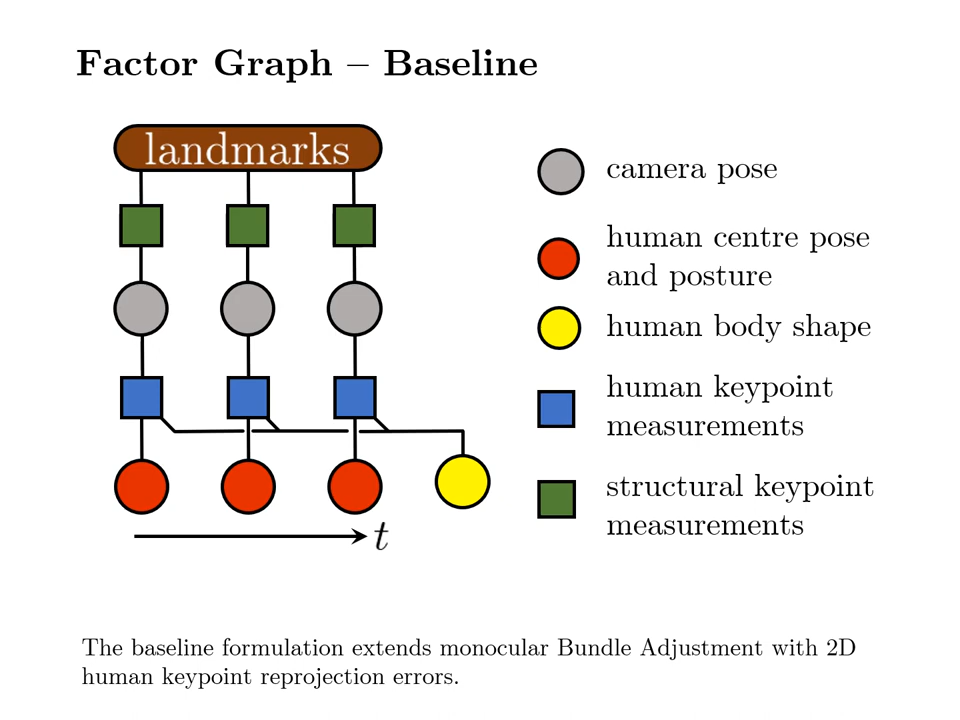 Factor Graph – Baseline
landmarks
camera pose
human centre pose
and posture
human body shape
human keypoint
measurements
structural keypoint
measurements
t
The baseline formulation extends monocular Bundle Adjustment with 2D
human keypoint reprojection errors.